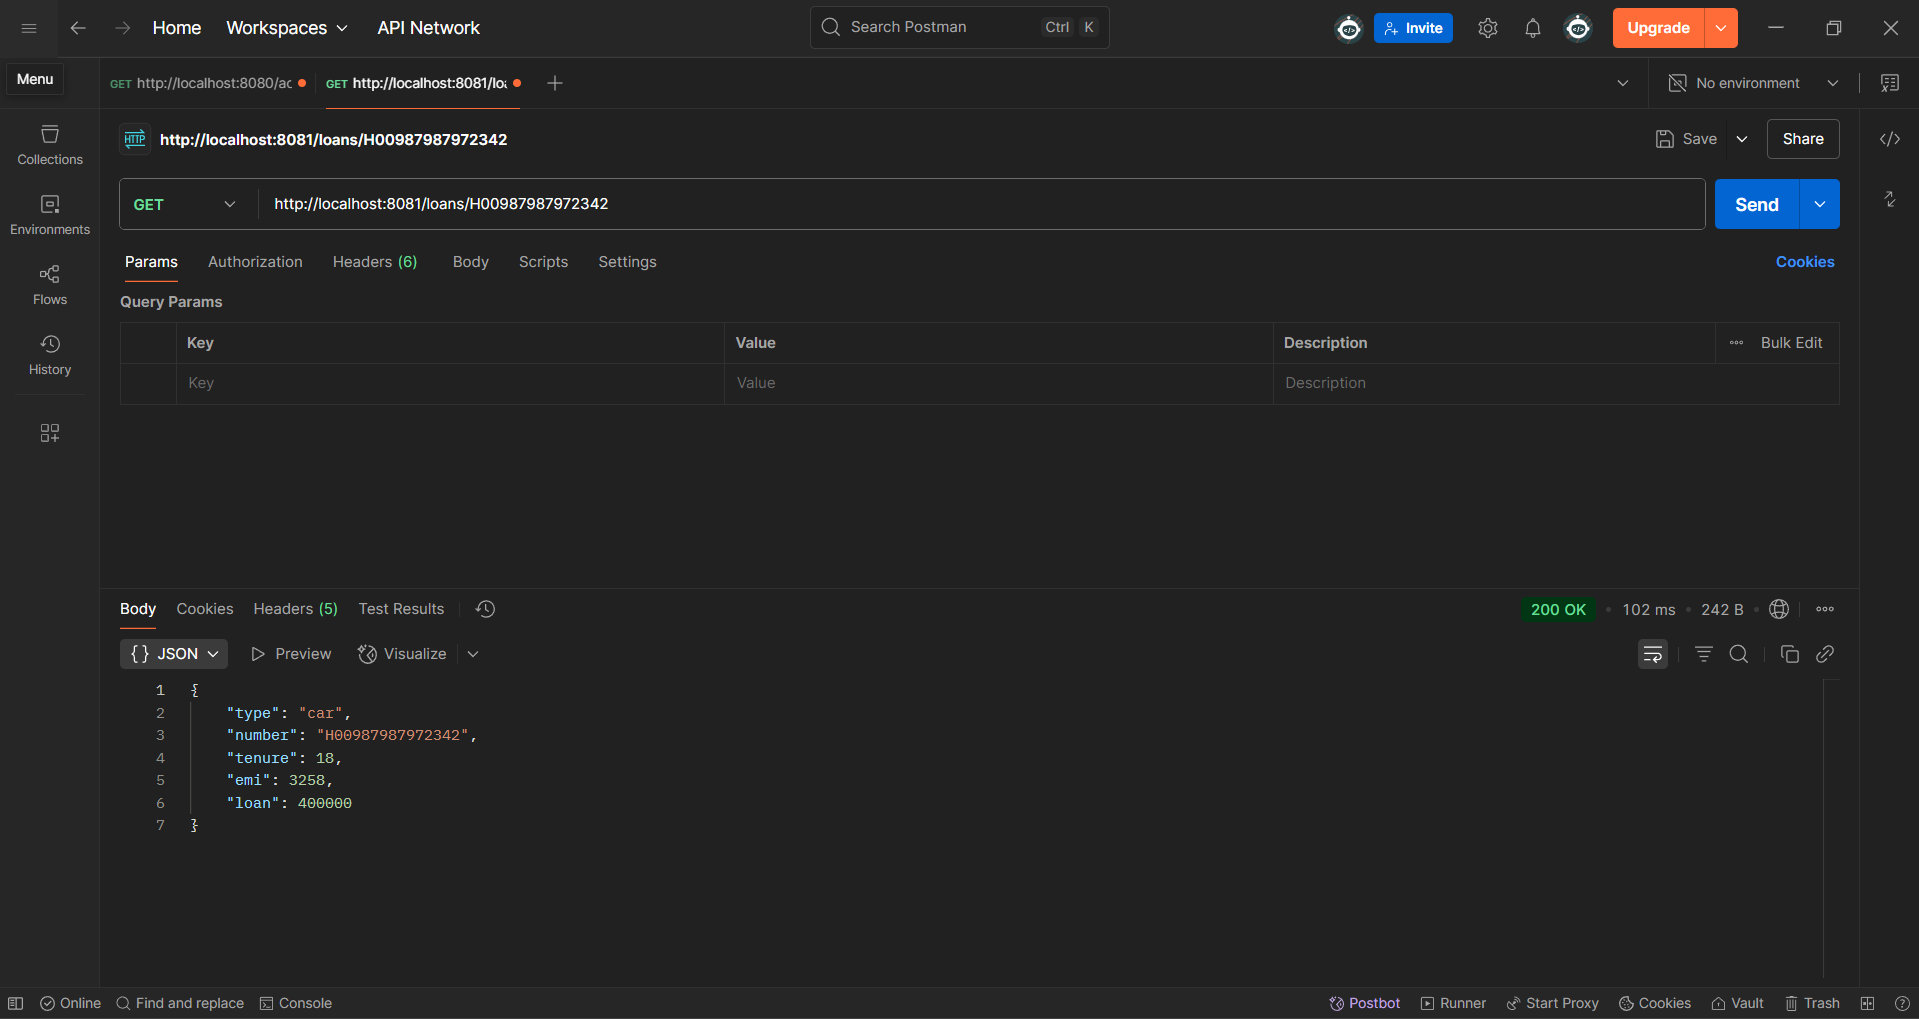 Home Workspaces API Network Search Postman Ctrl K Invite Upgrade
Menu
GET http://localhost:8080/ac GET http://localhost:8081/loa No environment
Collections
Environments
Flows
History
HTTP http://localhost:8081/loans/H00987987972342 Save Share
GET http://localhost:8081/loans/H00987987972342 Send
Params Authorization Headers (6) Body Scripts Settings Cookies
Query Params
Key Value Description Bulk Edit
Key Value Description
Body Cookies Headers (5) Test Results 200 OK 102 ms 242 B
{} JSON Preview Visualize
1 {
2 "type": "car",
3 "number": "H00987987972342",
4 "tenure": 18,
5 "emi": 3258,
6 "loan": 400000
7 }
Online Find and replace Console Postbot Runner Start Proxy Cookies Vault Trash